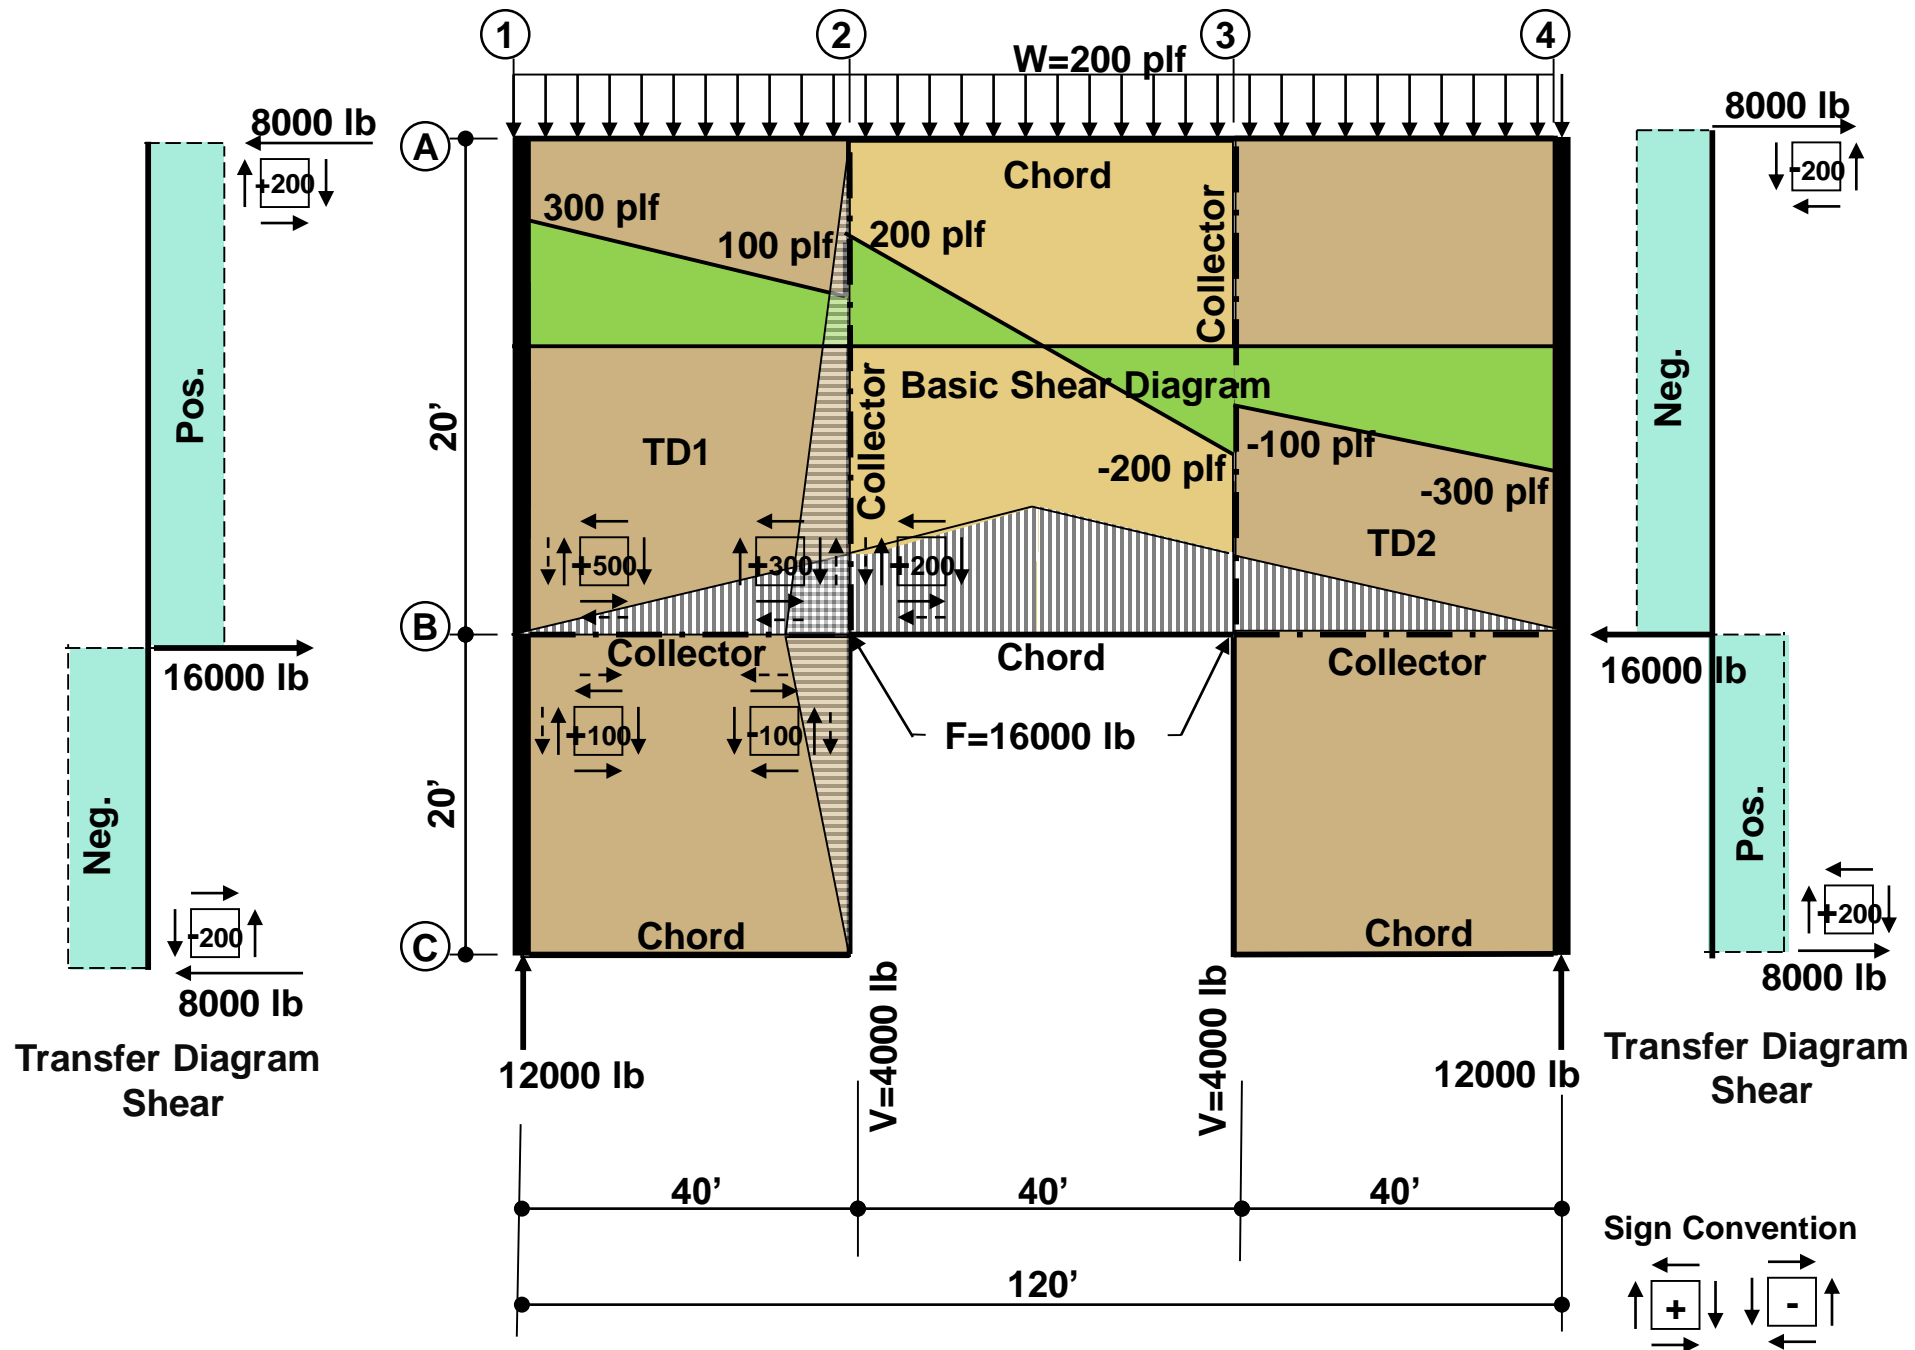 1
2
3
4
W=200 plf
8000 lb
+200
Pos.
16000 lb
Neg.
-200
8000 lb
Transfer Diagram
Shear
A
B
C
20’
20’
300 plf
100 plf
200 plf
Chord
Collector
Collector
Basic Shear Diagram
-200 plf
-100 plf
-300 plf
TD1
TD2
+500
+300
+200
Collector
Chord
Collector
+100
-100
F=16000 lb
Chord
Chord
12000 lb
V=4000 lb
V=4000 lb
12000 lb
40’
40’
40’
120’
8000 lb
-200
Neg.
16000 lb
Pos.
+200
8000 lb
Transfer Diagram
Shear
Sign Convention
+
-